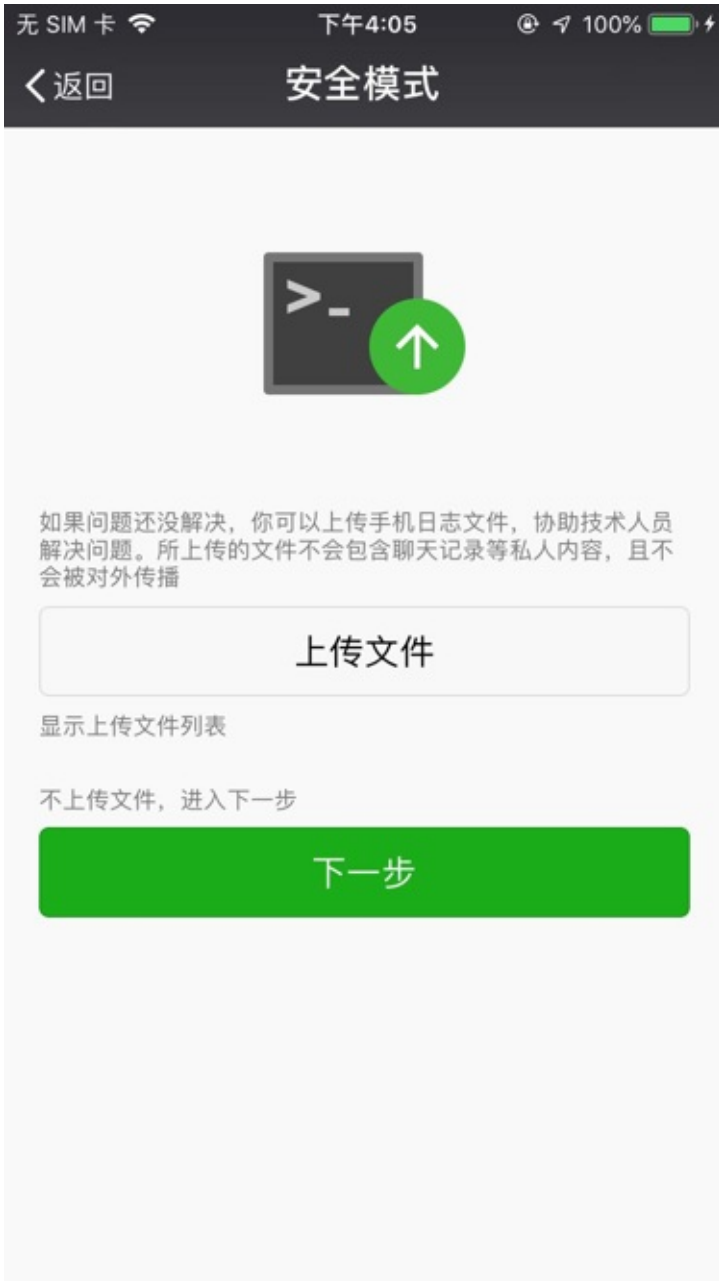 无 SIM 卡 下午4:05 100%
返回 安全模式
>_
如果问题还没解决，你可以上传手机日志文件，协助技术人员
解决问题。所上传的文件不会包含聊天记录等私人内容，且不
会被对外传播
上传文件
显示上传文件列表
不上传文件，进入下一步
下一步